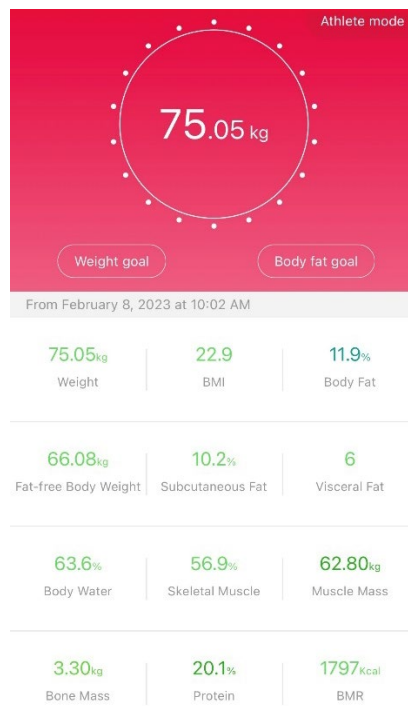 Athlete mode
75.05 kg
Weight goal Body fat goal
From February 8, 2023 at 10:02 AM
75.05kg 22.9 11.9%
Weight BMI Body Fat
66.08kg 10.2% 6
Fat-free Body Weight Subcutaneous Fat Visceral Fat
63.6% 56.9% 62.80kg
Body Water Skeletal Muscle Muscle Mass
3.30kg 20.1% 1797Kcal
Bone Mass Protein BMR